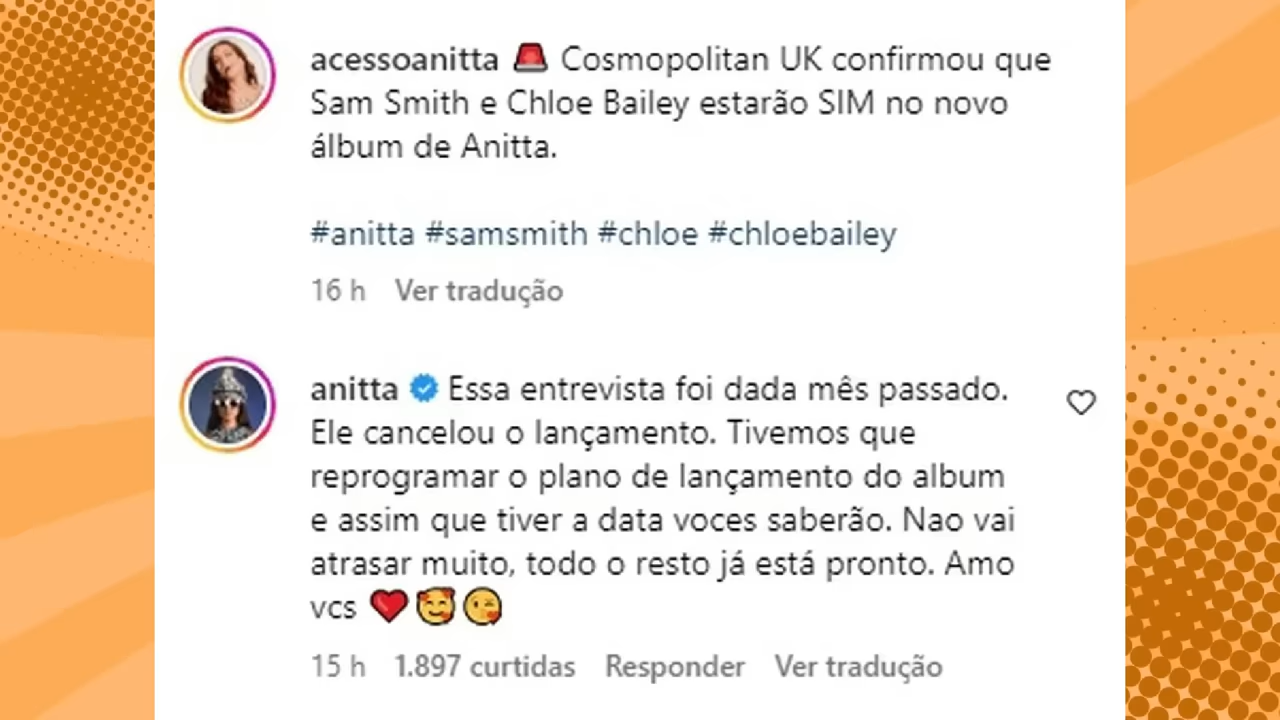 acessoanitta 🚨 Cosmopolitan UK confirmou que
Sam Smith e Chloe Bailey estarão SIM no novo
álbum de Anitta.
#anitta #samsmith #chloe #chloebailey
16 h Ver tradução
anitta Essa entrevista foi dada mês passado.
Ele cancelou o lançamento. Tivemos que
reprogramar o plano de lançamento do album
e assim que tiver a data voces saberão. Nao vai
atrasar muito, todo o resto já está pronto. Amo
vcs ❤️🥰😘
15 h 1.897 curtidas Responder Ver tradução